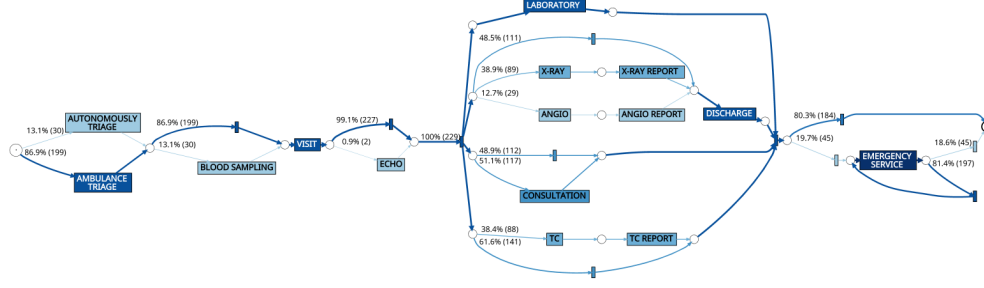 LABORATORY
48.5% (111)
38.9% (89)
X-RAY
X-RAY REPORT
12.7% (29)
ANGIO
ANGIO REPORT
DISCHARGE
AUTONOMOUSLY
TRIAGE
13.1% (30)
86.9% (199)
AMBULANCE
TRIAGE
86.9% (199)
13.1% (30)
BLOOD SAMPLING
VISIT
99.1% (227)
0.9% (2)
ECHO
100% (229)
48.9% (112)
51.1% (117)
CONSULTATION
38.4% (88)
61.6% (141)
TC
TC REPORT
80.3% (184)
19.7% (45)
EMERGENCY
SERVICE
18.6% (45)
81.4% (197)